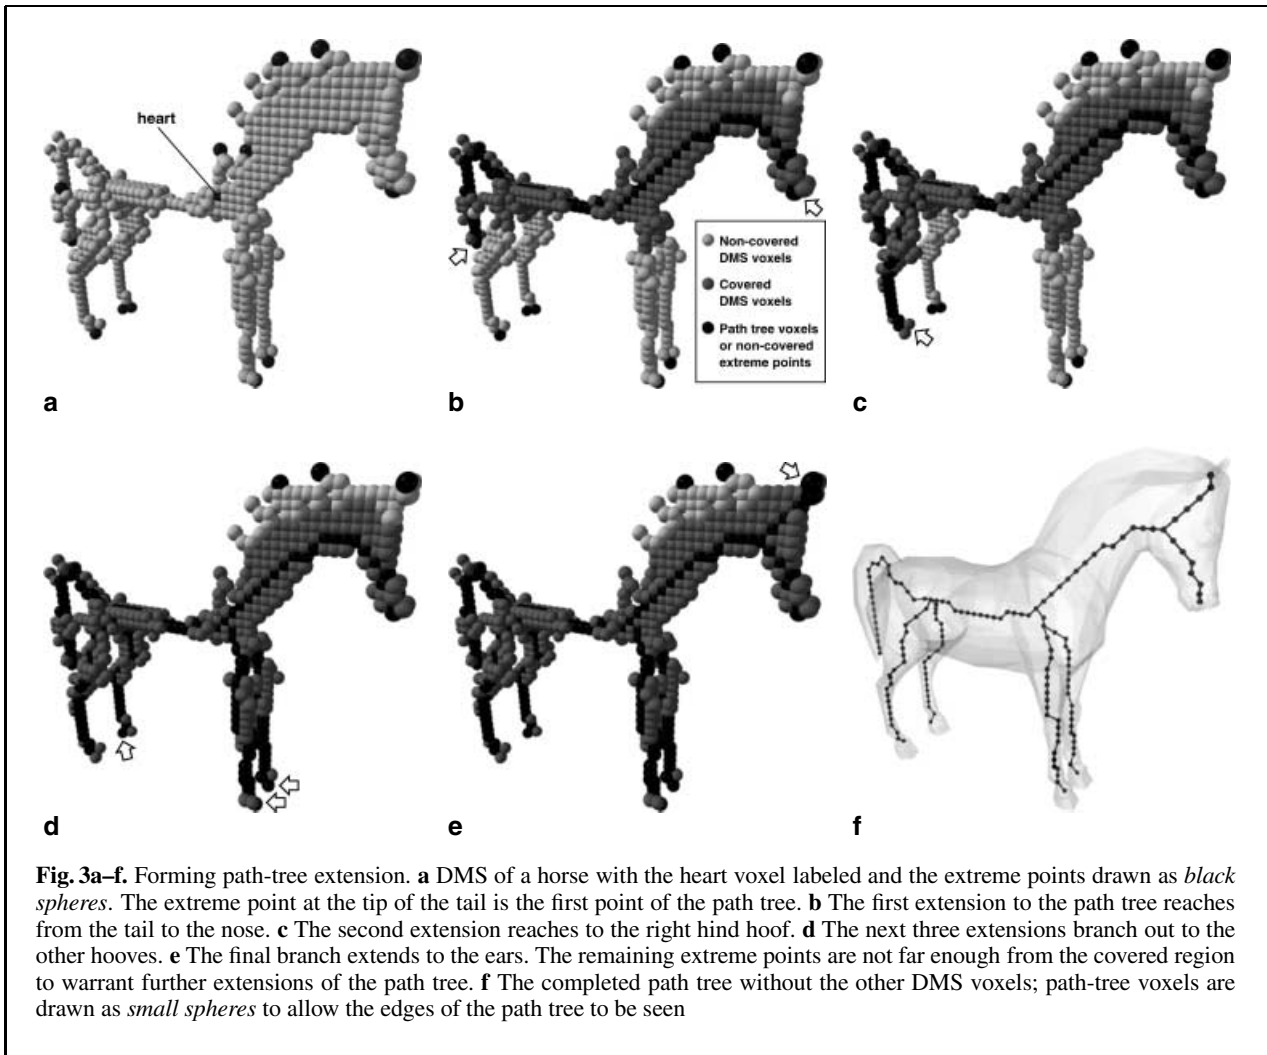 heart
a
Non-covered
DMS voxels
Covered
DMS voxels
Path tree voxels
or non-covered
extreme points
b
c
d
e
f
Fig. 3a–f. Forming path-tree extension. a DMS of a horse with the heart voxel labeled and the extreme points drawn as black
spheres. The extreme point at the tip of the tail is the first point of the path tree. b The first extension to the path tree reaches
from the tail to the nose. c The second extension reaches to the right hind hoof. d The next three extensions branch out to the
other hooves. e The final branch extends to the ears. The remaining extreme points are not far enough from the covered region
to warrant further extensions of the path tree. f The completed path tree without the other DMS voxels; path-tree voxels are
drawn as small spheres to allow the edges of the path tree to be seen